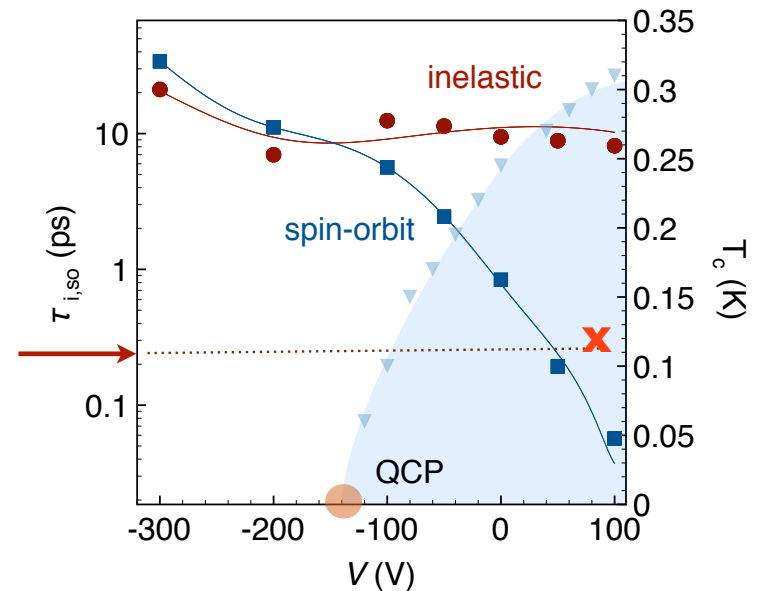 inelastic
spin-orbit
QCP
X
10
1
0.1
τ i,so (ps)
0.35
0.3
0.25
0.2
0.15
0.1
0.05
0
Tc (K)
-300 -200 -100 0 100
V (V)